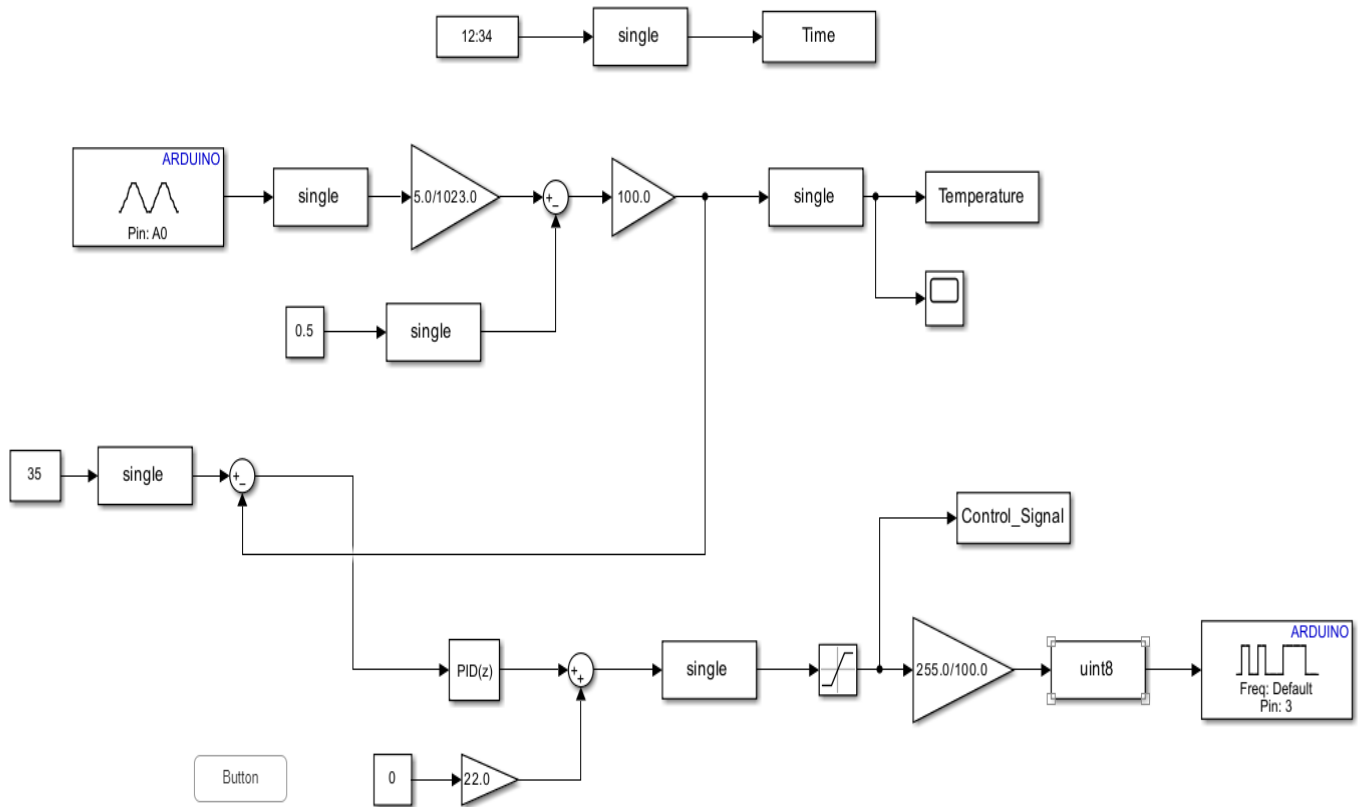 12:34
single
Time
ARDUINO
Pin: A0
single
5.0/1023.0
+
−
100.0
single
Temperature
0.5
single
35
single
+
−
Control_Signal
PID(z)
+
+
single
255.0/100.0
uint8
ARDUINO
Freq: Default
Pin: 3
Button
0
22.0